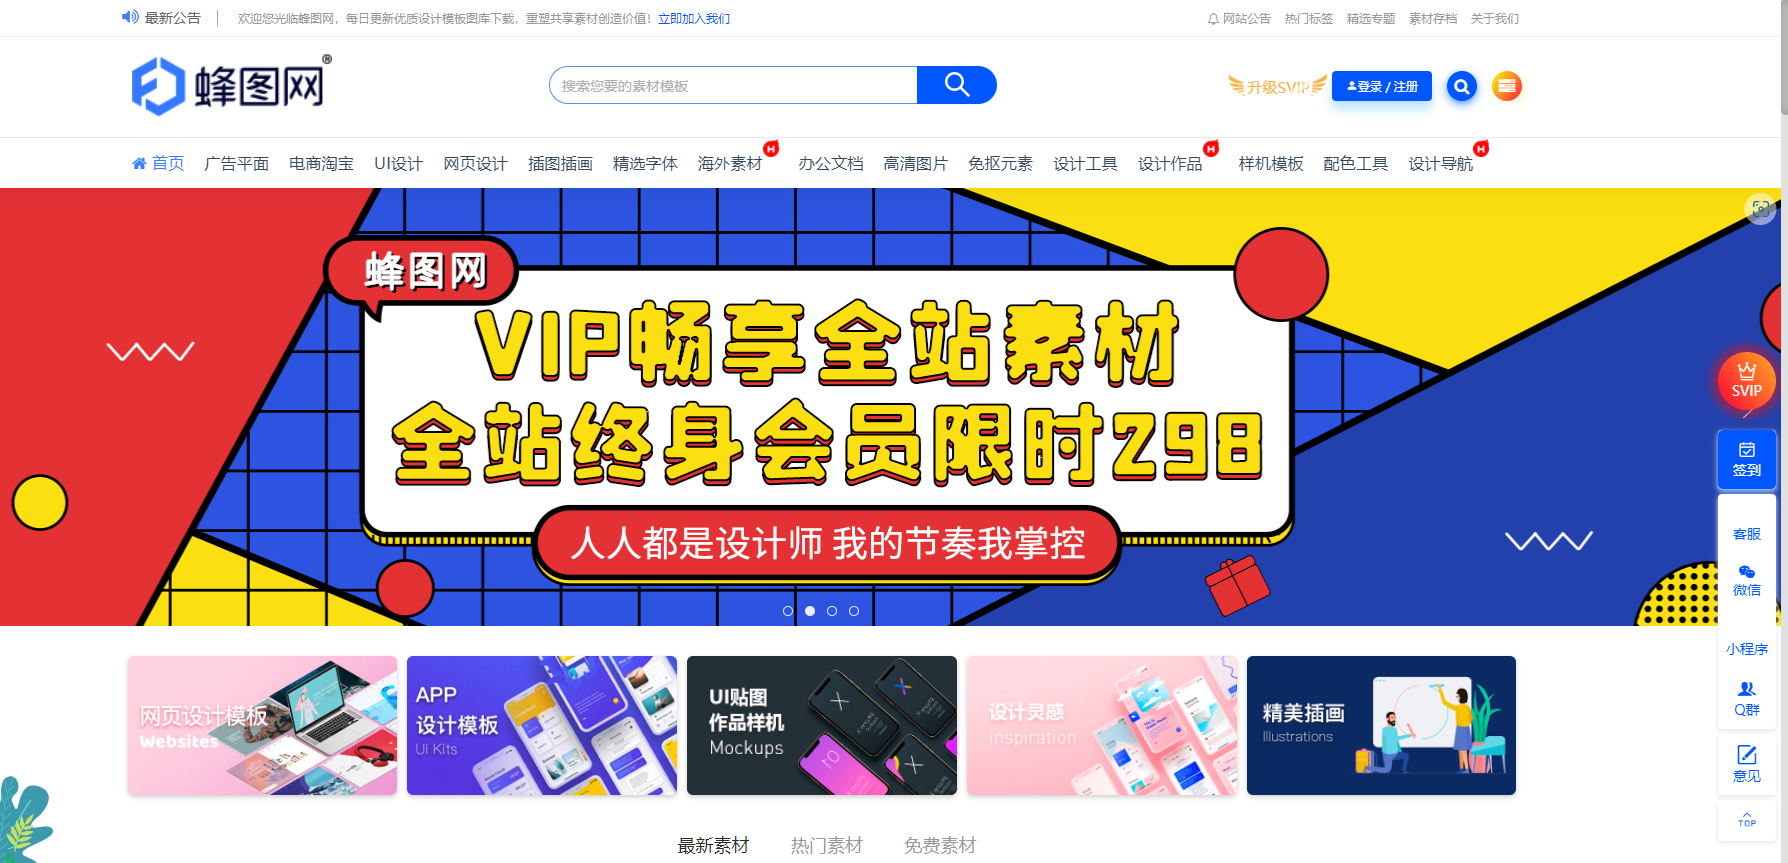 最新公告
欢迎您光临蜂图网，每日更新优质设计模板图库下载，重塑共享素材创造价值！立即加入我们
网站公告 热门标签 精选专题 素材存档 关于我们
蜂图网
搜索您要的素材模板
升级SVIP
登录 / 注册
首页 广告平面 电商淘宝 UI设计 网页设计 插图插画 精选字体 海外素材 H 办公文档 高清图片 免抠元素 设计工具 设计作品 H 样机模板 配色工具 设计导航 H
蜂图网
VIP畅享全站素材
全站终身会员限时298
人人都是设计师 我的节奏我掌控
SVIP
签到
客服
微信
小程序
Q群
意见
TOP
网页设计模板
Websites
APP
设计模板
Ui Kits
UI贴图
作品样机
Mockups
设计灵感
inspiration
精美插画
Illustrations
最新素材 热门素材 免费素材